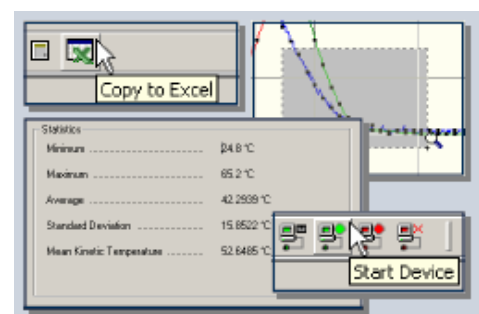 Copy to Excel
Statistics
Minimum ........................ 24.8 °C
Maximum ....................... 65.2 °C
Average ......................... 42.2939 °C
Standard Deviation ................. 15.8522 °C
Mean Kinetic Temperature ......... 52.6485 °C
Start Device